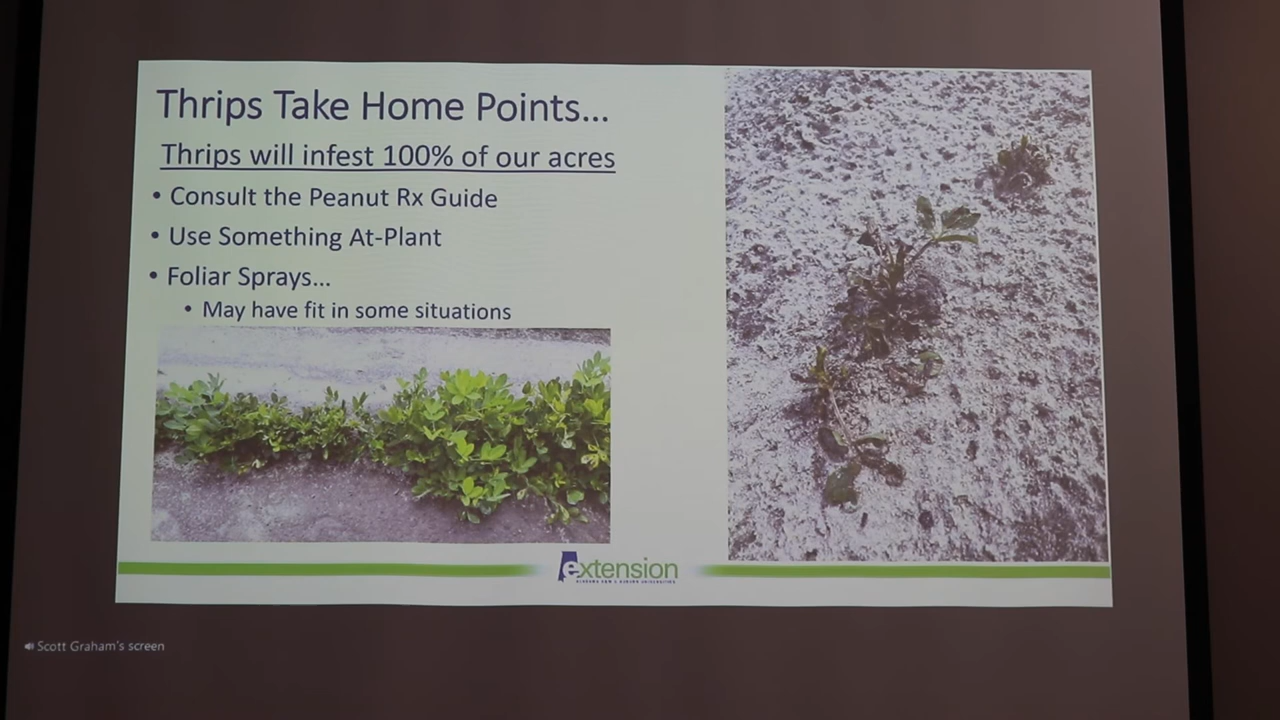 Thrips Take Home Points...
Thrips will infest 100% of our acres
• Consult the Peanut Rx Guide
• Use Something At-Plant
• Foliar Sprays...
• May have fit in some situations
extension
ALABAMA A&M & AUBURN UNIVERSITIES
Scott Graham's screen